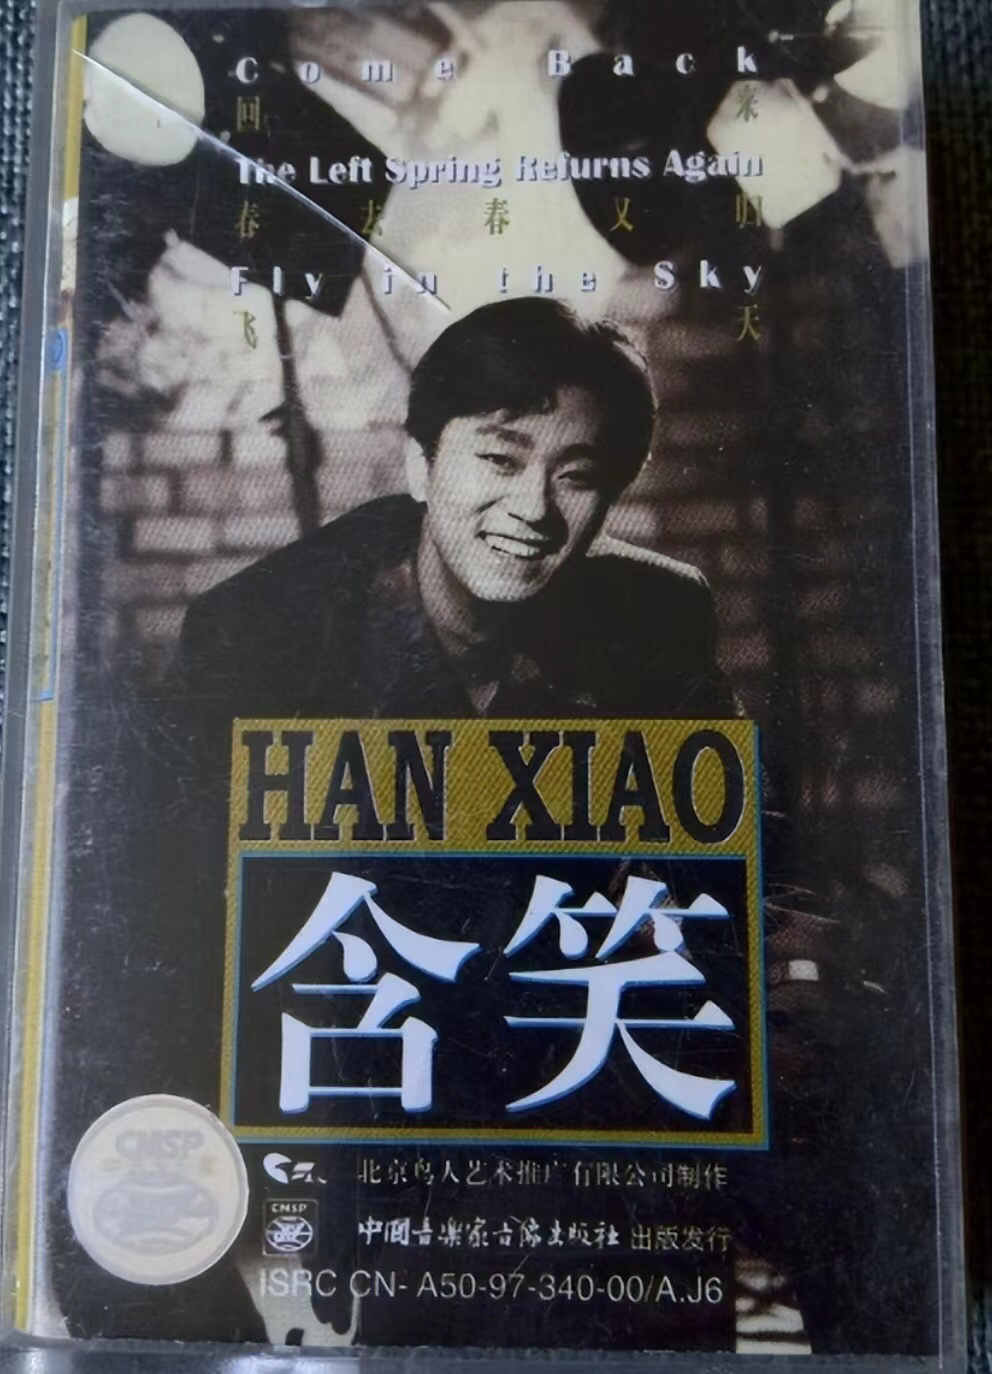 Come Back
回来
The Left Spring Refurns Again
春去春又归
Fly in the Sky
飞天
HAN XIAO
含笑
北京鸟人艺术推广有限公司制作
CMSP
CMSP
中国音乐家音像出版社 出版发行
ISRC CN- A50-97-340-00/A.J6